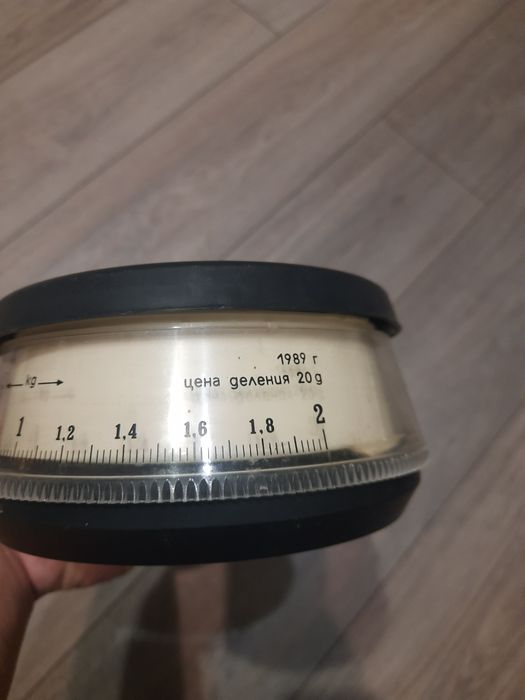 1989 г
kg
цена деления 20 g
1 1,2 1,4 1,6 1,8 2